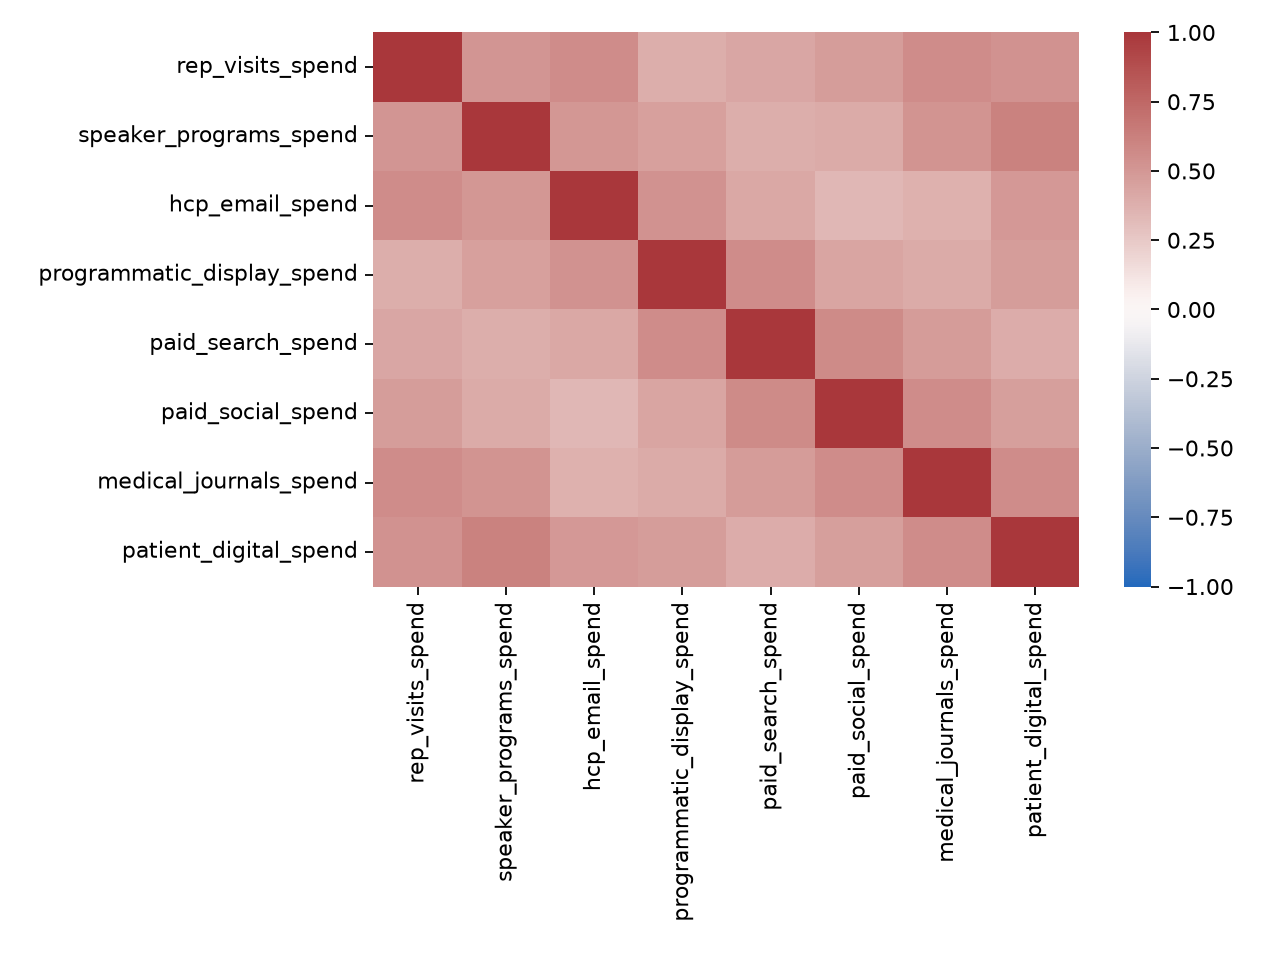 rep_visits_spend
speaker_programs_spend
hcp_email_spend
programmatic_display_spend
paid_search_spend
paid_social_spend
medical_journals_spend
patient_digital_spend
rep_visits_spend
speaker_programs_spend
hcp_email_spend
programmatic_display_spend
paid_search_spend
paid_social_spend
medical_journals_spend
patient_digital_spend
1.00
0.75
0.50
0.25
0.00
−0.25
−0.50
−0.75
−1.00